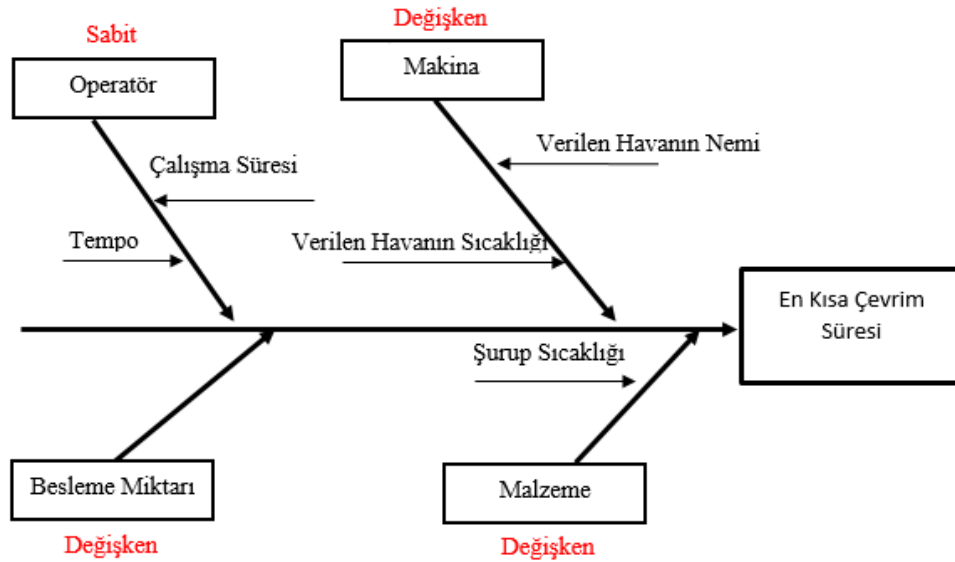 Sabit
Operatör
Çalışma Süresi
Tempo
Değişken
Makina
Verilen Havanın Nemi
Verilen Havanın Sıcaklığı
En Kısa Çevrim
Süresi
Şurup Sıcaklığı
Besleme Miktarı
Değişken
Malzeme
Değişken